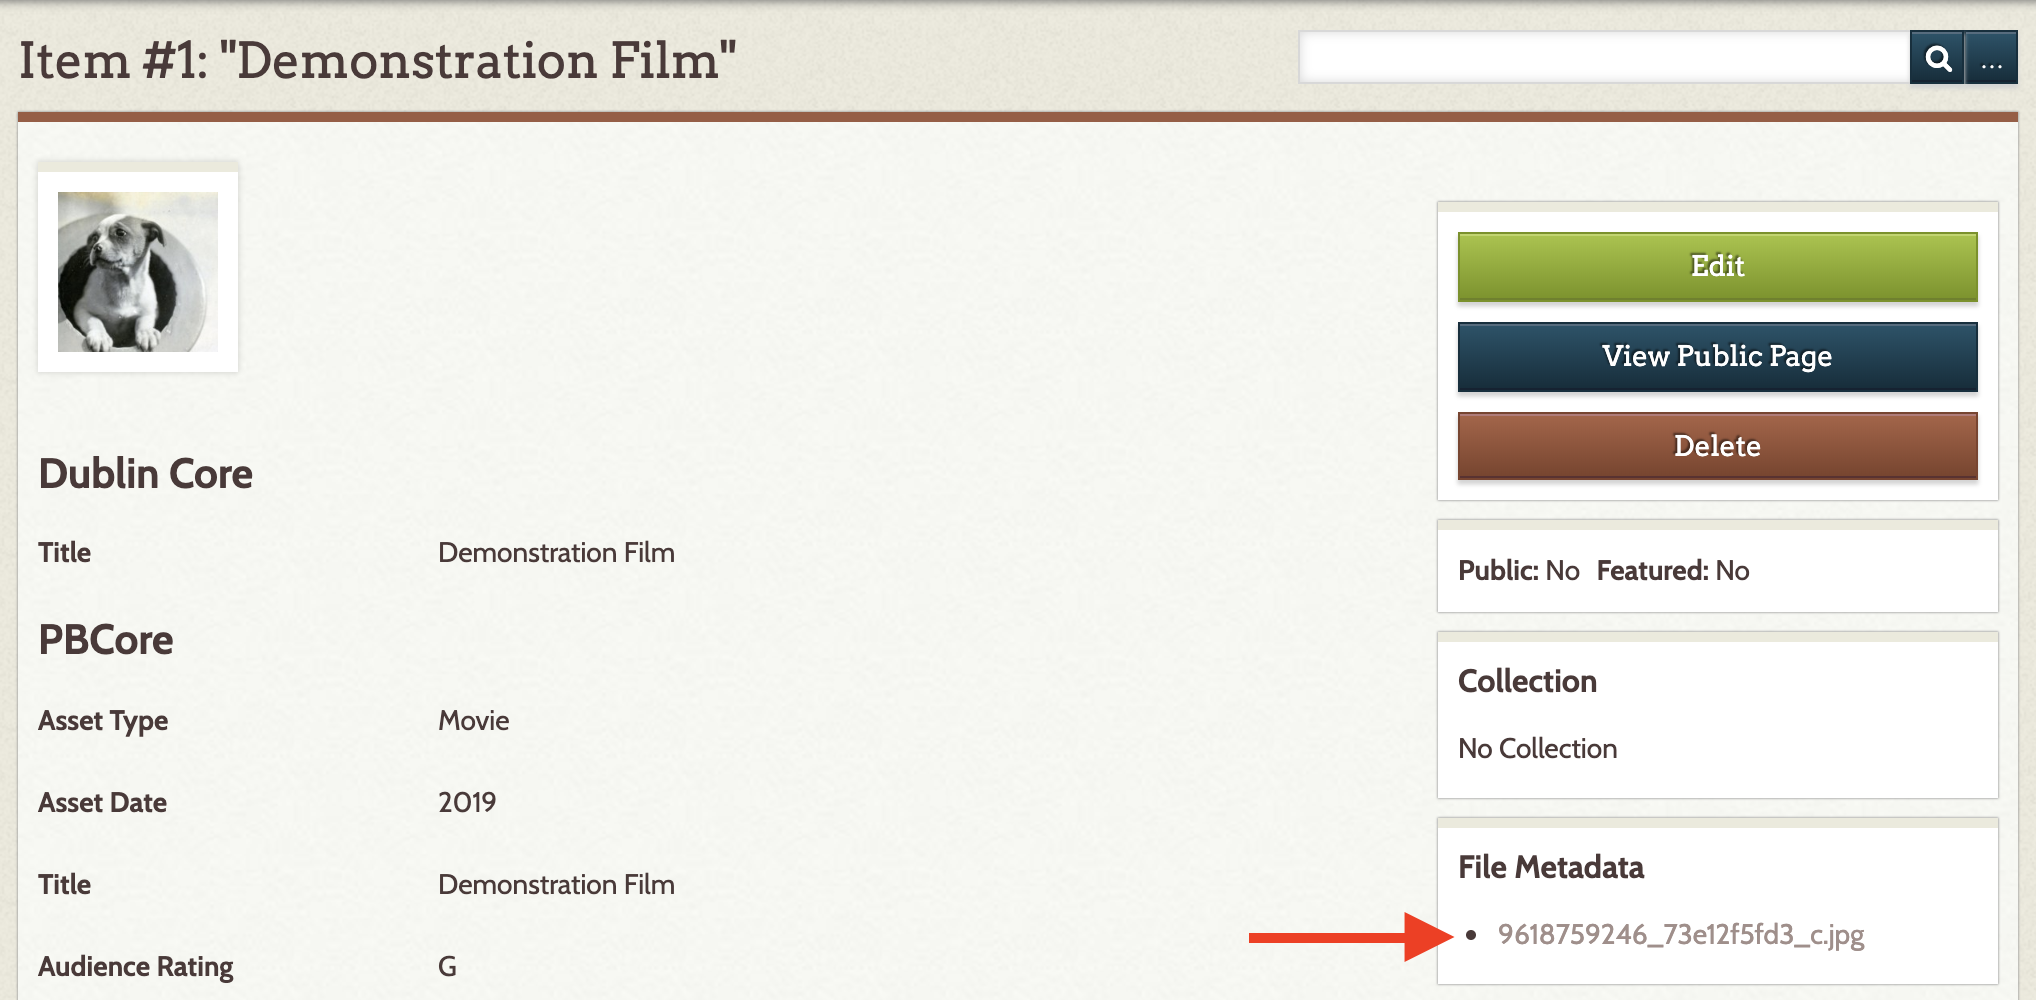 Item #1: "Demonstration Film"
...
Edit
View Public Page
Delete
Dublin Core
Title Demonstration Film
PBCore
Asset Type Movie
Asset Date 2019
Title Demonstration Film
Audience Rating G
Public: No Featured: No
Collection
No Collection
File Metadata
9618759246_73e12f5fd3_c.jpg